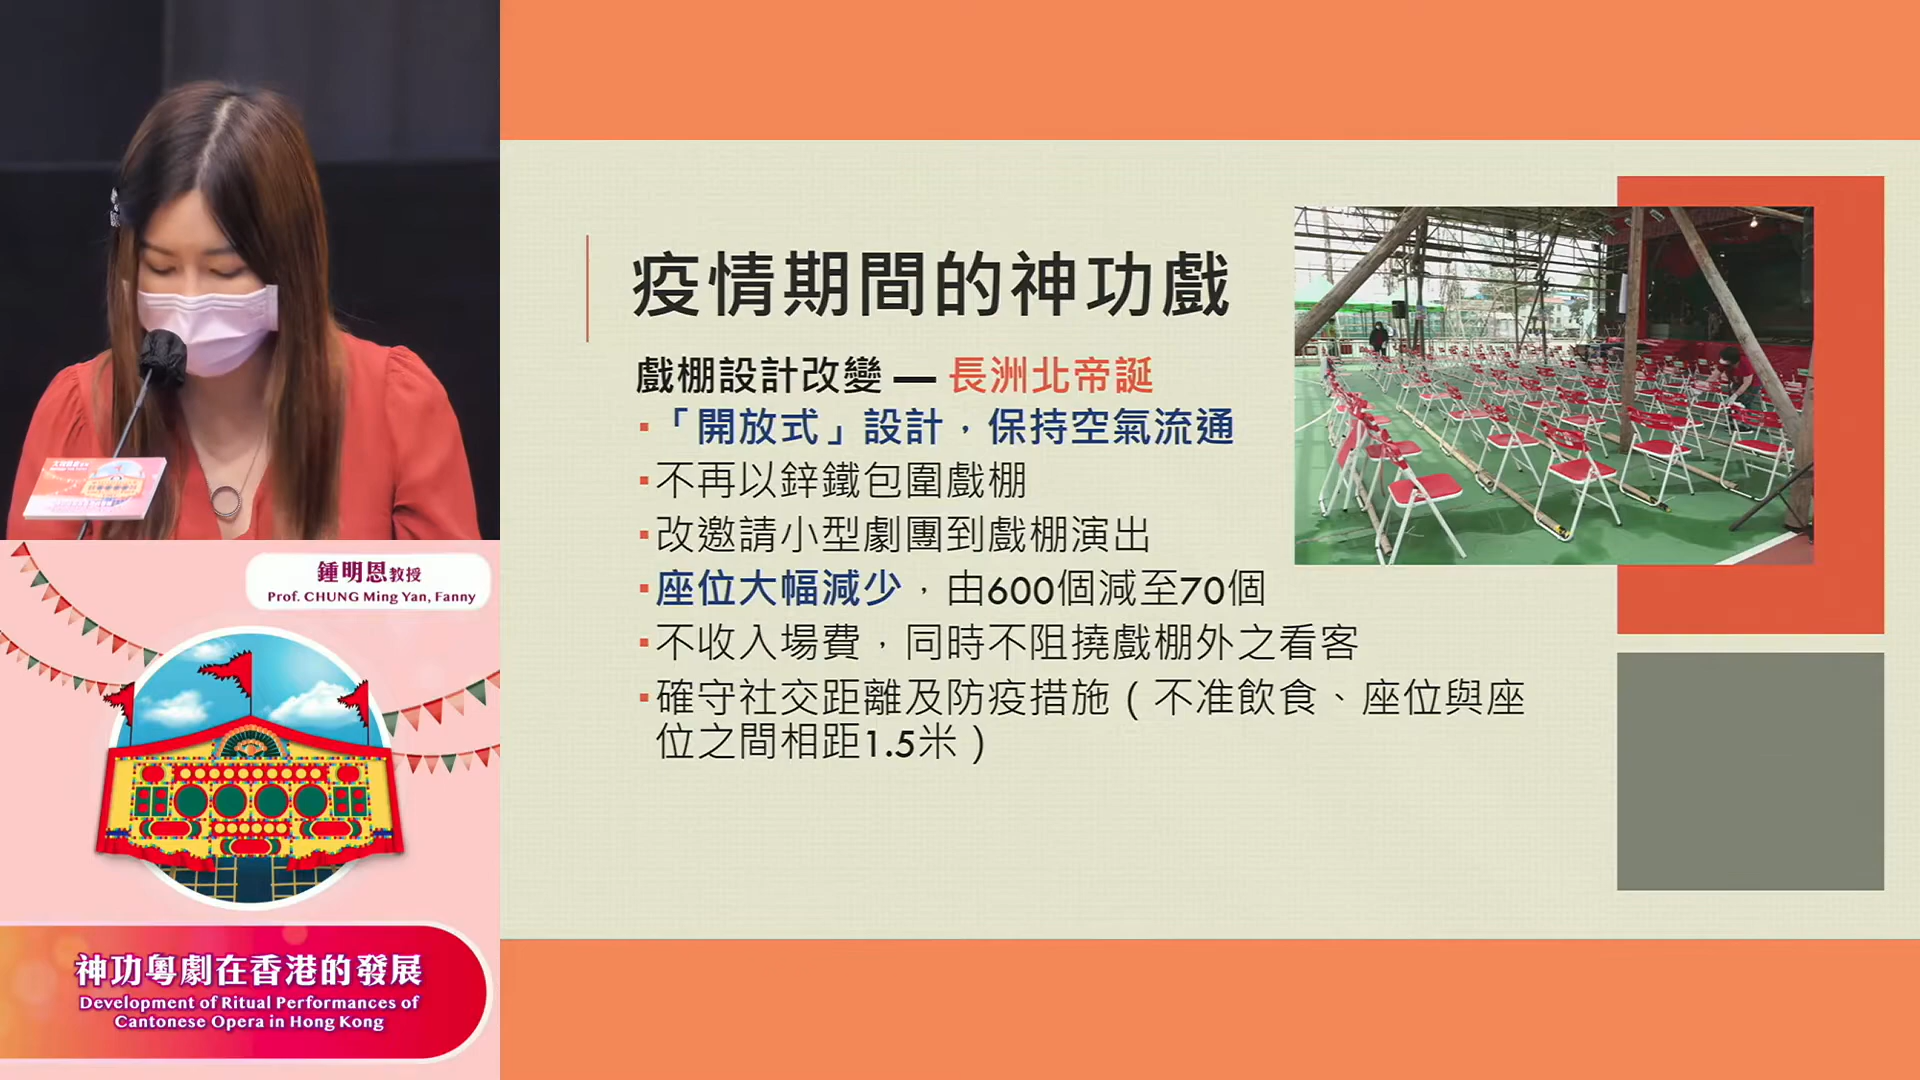 鍾明恩教授
Prof. CHUNG Ming Yan, Fanny
神功粵劇在香港的發展
Development of Ritual Performances of
Cantonese Opera in Hong Kong
疫情期間的神功戲
戲棚設計改變 — 長洲北帝誕
▪「開放式」設計，保持空氣流通
▪不再以鋅鐵包圍戲棚
▪改邀請小型劇團到戲棚演出
▪座位大幅減少，由600個減至70個
▪不收入場費，同時不阻撓戲棚外之看客
▪確守社交距離及防疫措施（不准飲食、座位與座
位之間相距1.5米）